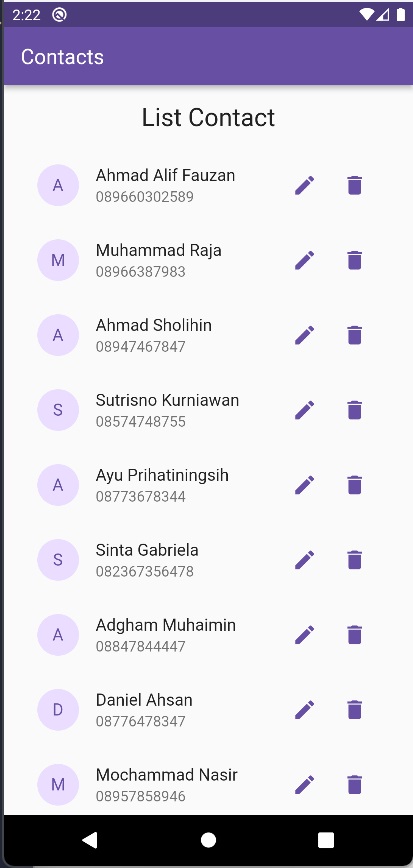 2:22
Contacts
List Contact
A
Ahmad Alif Fauzan
089660302589
M
Muhammad Raja
08966387983
A
Ahmad Sholihin
08947467847
S
Sutrisno Kurniawan
08574748755
A
Ayu Prihatiningsih
08773678344
S
Sinta Gabriela
082367356478
A
Adgham Muhaimin
08847844447
D
Daniel Ahsan
08776478347
M
Mochammad Nasir
08957858946